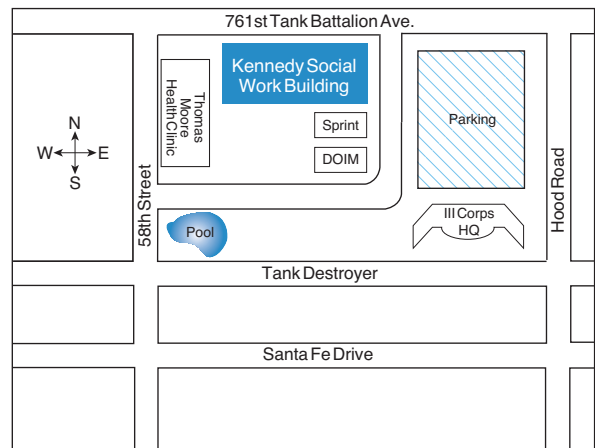 761st Tank Battalion Ave.
Kennedy Social
Work Building
Thomas
Moore
Health Clinic
Sprint
DOIM
Parking
N
W
E
S
58th Street
Hood Road
Pool
III Corps
HQ
Tank Destroyer
Santa Fe Drive